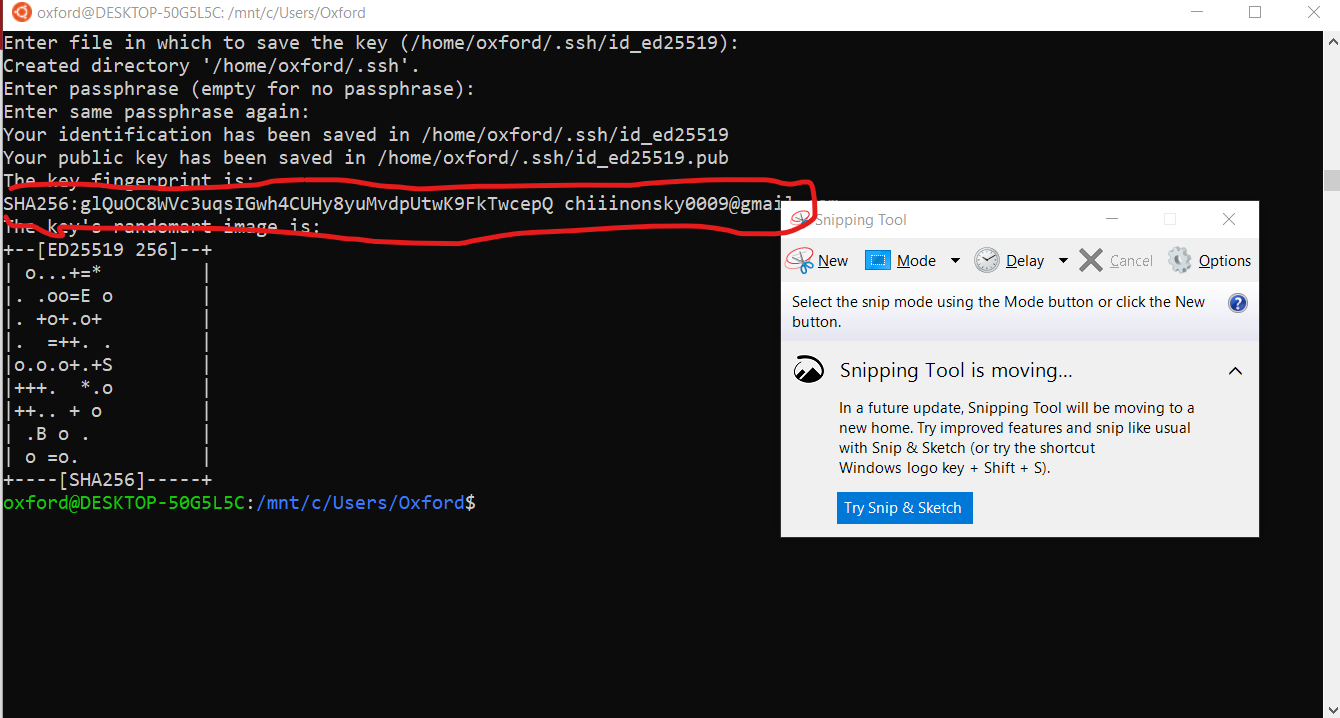 oxford@DESKTOP-50G5L5C: /mnt/c/Users/Oxford
Enter file in which to save the key (/home/oxford/.ssh/id_ed25519):
Created directory '/home/oxford/.ssh'.
Enter passphrase (empty for no passphrase):
Enter same passphrase again:
Your identification has been saved in /home/oxford/.ssh/id_ed25519
Your public key has been saved in /home/oxford/.ssh/id_ed25519.pub
The key fingerprint is:
SHA256:glQuOC8WVc3uqsIGwh4CUHy8yuMvdpUtwK9FkTwcepQ chiiinonsky0009@gmail
The key's randomart image is:
+--[ED25519 256]--+
| o...+=*         |
|. .oo=E o        |
|. +o+.o+         |
|.  =++. .        |
|o.o.o+.+S        |
|+++.  *.o        |
|++.. + o         |
| .B o .          |
| o =o.           |
+----[SHA256]-----+
oxford@DESKTOP-50G5L5C:/mnt/c/Users/Oxford$
Snipping Tool
New Mode Delay Cancel Options
Select the snip mode using the Mode button or click the New
button.
Snipping Tool is moving...
In a future update, Snipping Tool will be moving to a
new home. Try improved features and snip like usual
with Snip & Sketch (or try the shortcut
Windows logo key + Shift + S).
Try Snip & Sketch